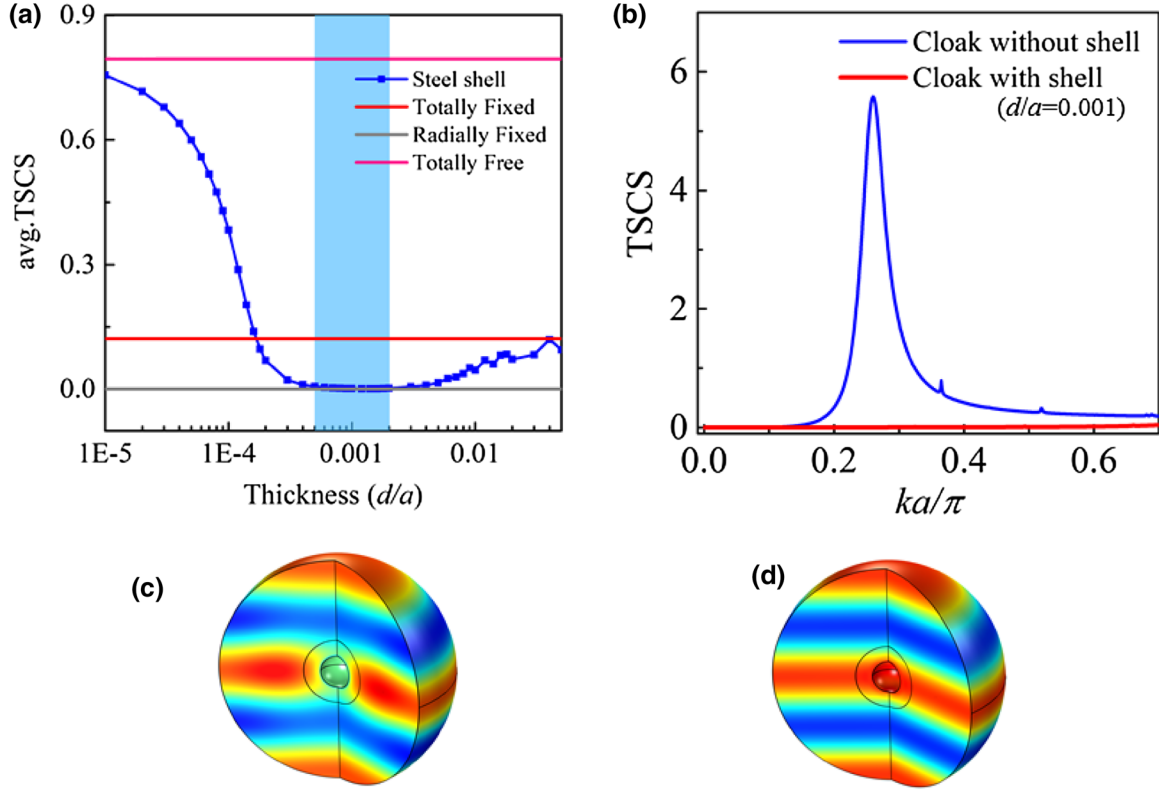 (a)
0.9
0.6
0.3
0.0
avg.TSCS
Steel shell
Totally Fixed
Radially Fixed
Totally Free
1E-5 1E-4 0.001 0.01
Thickness (d/a)
(b)
6
4
2
0
TSCS
Cloak without shell
Cloak with shell
(d/a=0.001)
0.0 0.2 0.4 0.6
ka/π
(c)
(d)